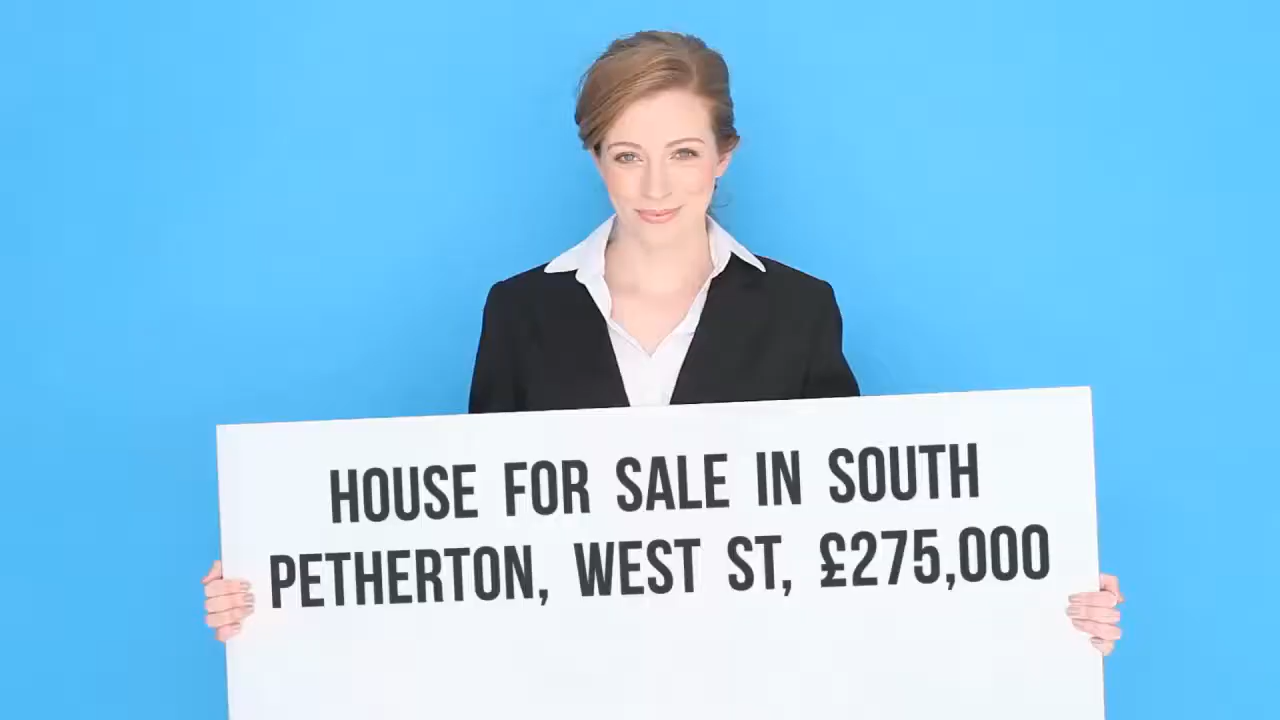 HOUSE FOR SALE IN SOUTH
PETHERTON, WEST ST, £275,000